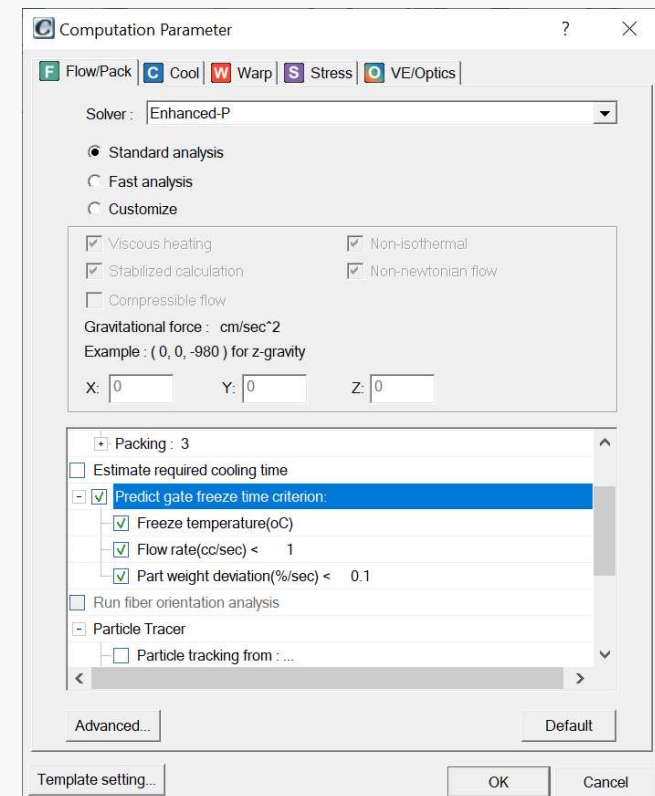 Computation Parameter ?
F Flow/Pack C Cool W Warp S Stress O VE/Optics
Solver : Enhanced-P
Standard analysis
Fast analysis
Customize
Viscous heating Non-isothermal
Stabilized calculation Non-newtonian flow
Compressible flow
Gravitational force : cm/sec^2
Example : ( 0, 0, -980 ) for z-gravity
X: 0 Y: 0 Z: 0
Packing : 3
Estimate required cooling time
Predict gate freeze time criterion:
Freeze temperature(oC)
Flow rate(cc/sec) < 1
Part weight deviation(%/sec) < 0.1
Run fiber orientation analysis
Particle Tracer
Particle tracking from : ...
Advanced... Default
Template setting... OK Cancel